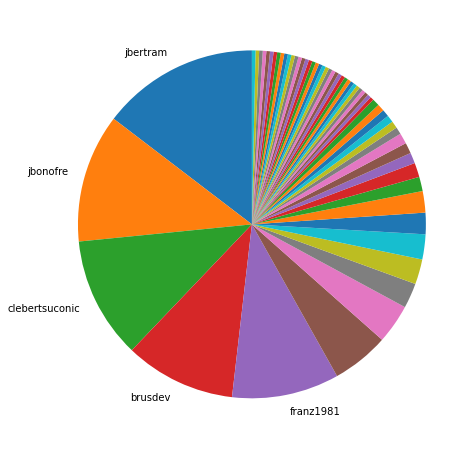 jbertram
jbonofre
clebertsuconic
brusdev
franz1981